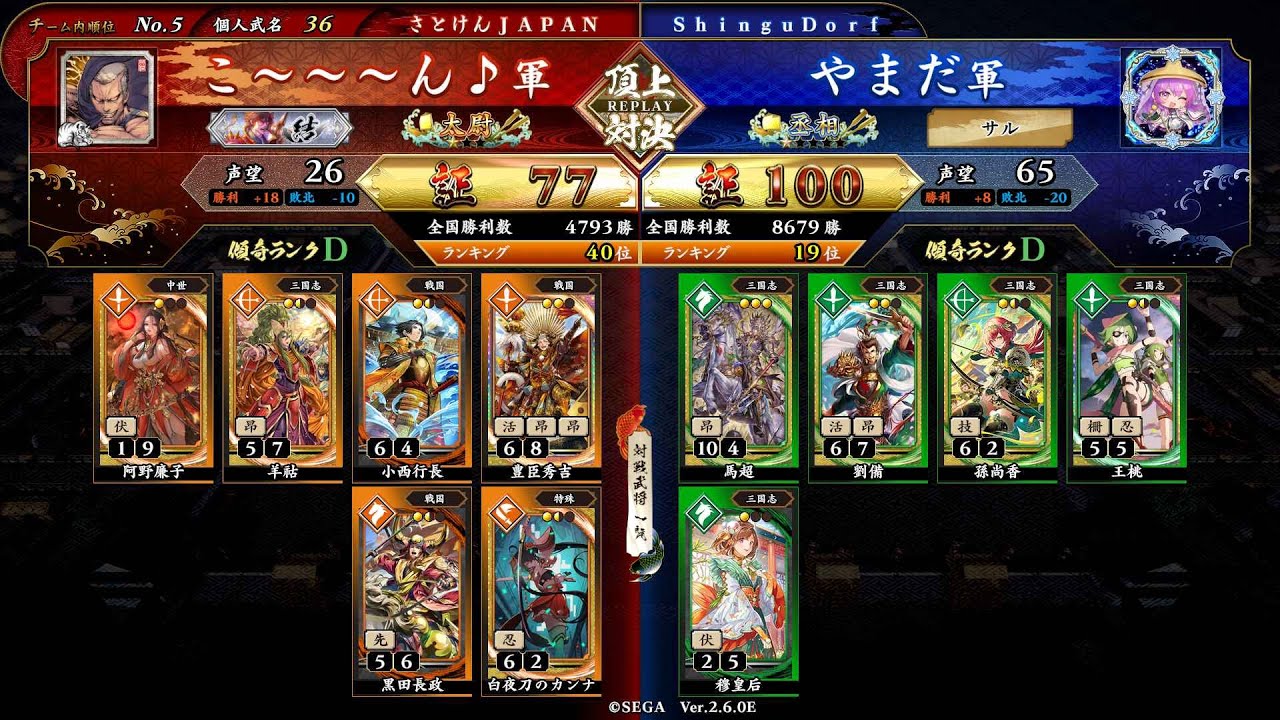 チーム内順位 No.5 個人武名 36 さとけんJAPAN
ShinguDorf
こ〜〜〜ん♪軍
頂上
REPLAY
対決
やまだ軍
結
太尉
丞相
サル
声望 26
勝利 +18 敗北 -10
証 77
証 100
声望 65
勝利 +8 敗北 -20
全国勝利数 4793勝
全国勝利数 8679勝
傾奇ランクD
ランキング 40位
ランキング 19位
傾奇ランクD
中世
伏
1 9
阿野廉子
三国志
昂
5 7
羊祜
戦国
6 4
小西行長
戦国
活 昂 昂
6 8
豊臣秀吉
三国志
昂
10 4
馬超
三国志
活 昂
6 7
劉備
三国志
技
6 2
孫尚香
三国志
柵 忍
5 5
王桃
対戦武将一覧
戦国
先
5 6
黒田長政
特殊
忍
6 2
白夜刀のカンナ
三国志
伏
2 5
穆皇后
©SEGA Ver.2.6.0E